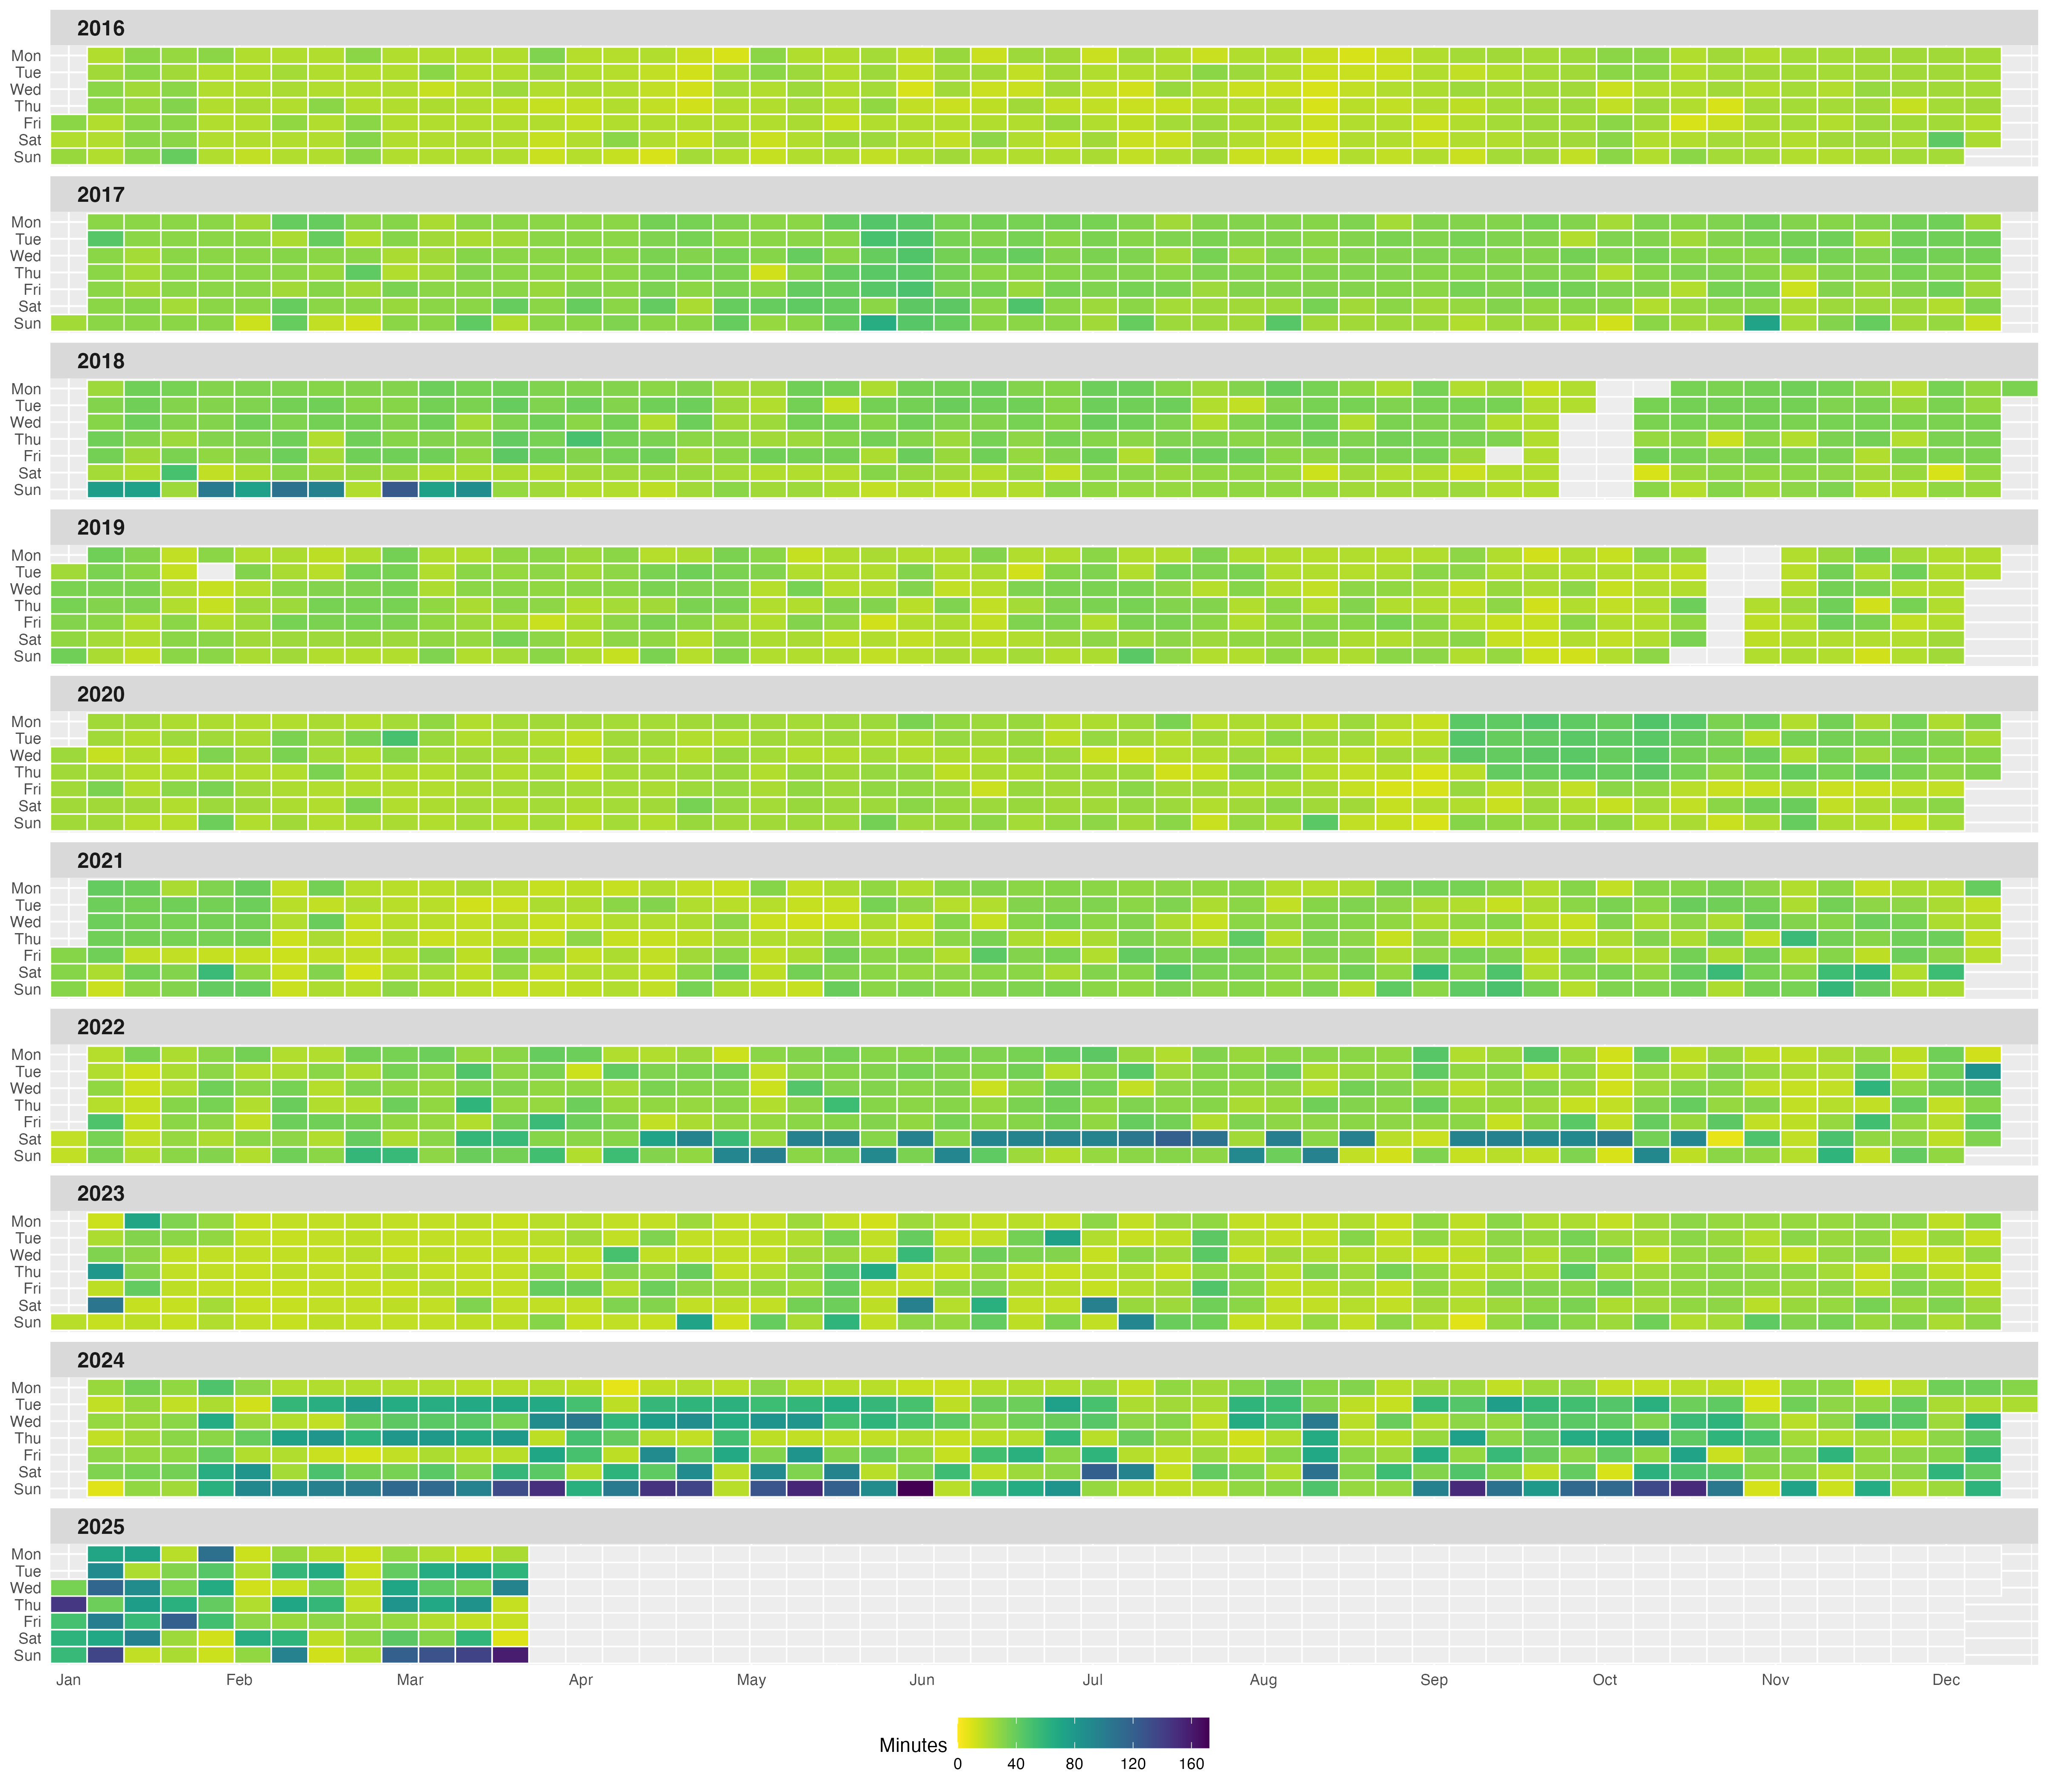 2016
Mon
Tue
Wed
Thu
Fri
Sat
Sun
2017
Mon
Tue
Wed
Thu
Fri
Sat
Sun
2018
Mon
Tue
Wed
Thu
Fri
Sat
Sun
2019
Mon
Tue
Wed
Thu
Fri
Sat
Sun
2020
Mon
Tue
Wed
Thu
Fri
Sat
Sun
2021
Mon
Tue
Wed
Thu
Fri
Sat
Sun
2022
Mon
Tue
Wed
Thu
Fri
Sat
Sun
2023
Mon
Tue
Wed
Thu
Fri
Sat
Sun
2024
Mon
Tue
Wed
Thu
Fri
Sat
Sun
2025
Mon
Tue
Wed
Thu
Fri
Sat
Sun
Jan Feb Mar Apr May Jun Jul Aug Sep Oct Nov Dec
Minutes
0 40 80 120 160